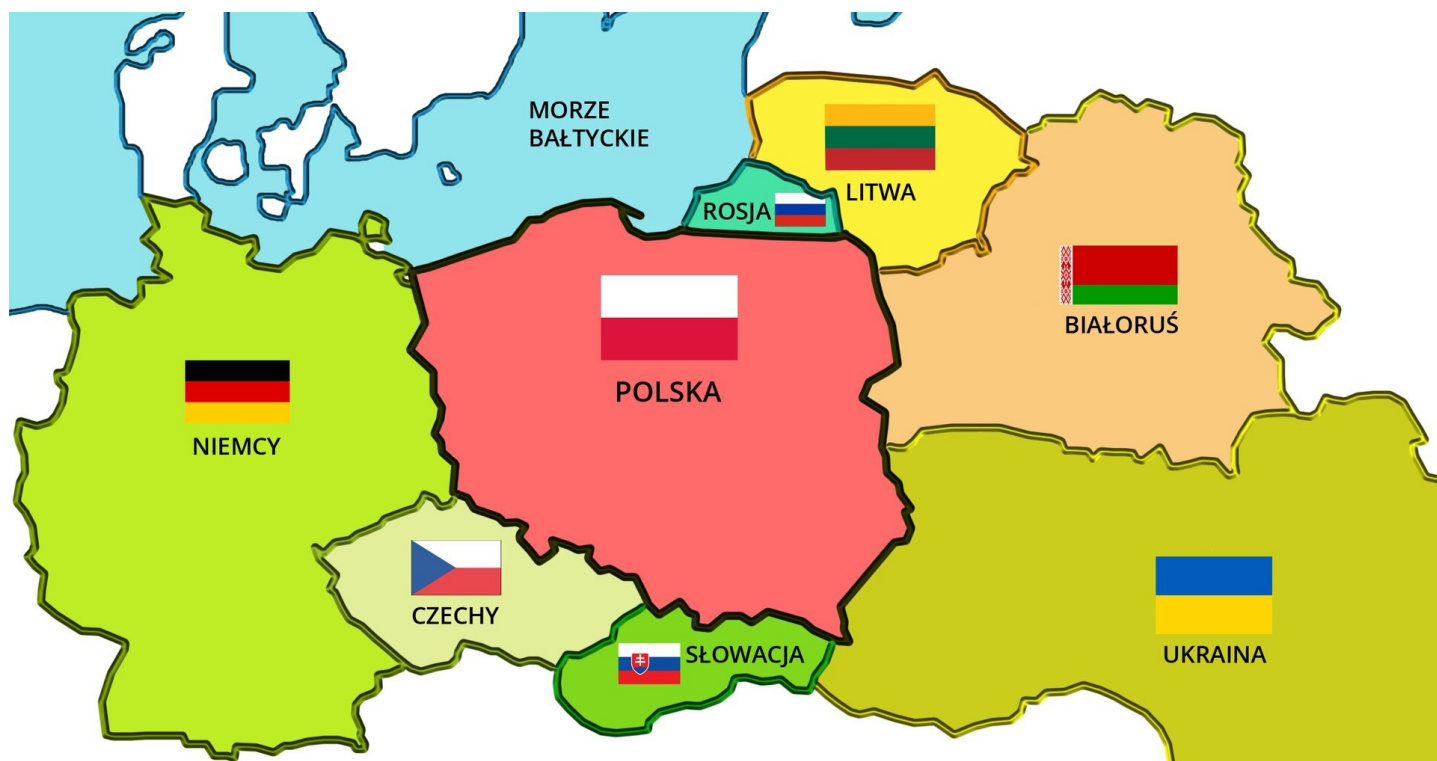 MORZE
BAŁTYCKIE
LITWA
ROSJA
BIAŁORUŚ
POLSKA
NIEMCY
CZECHY
SŁOWACJA
UKRAINA